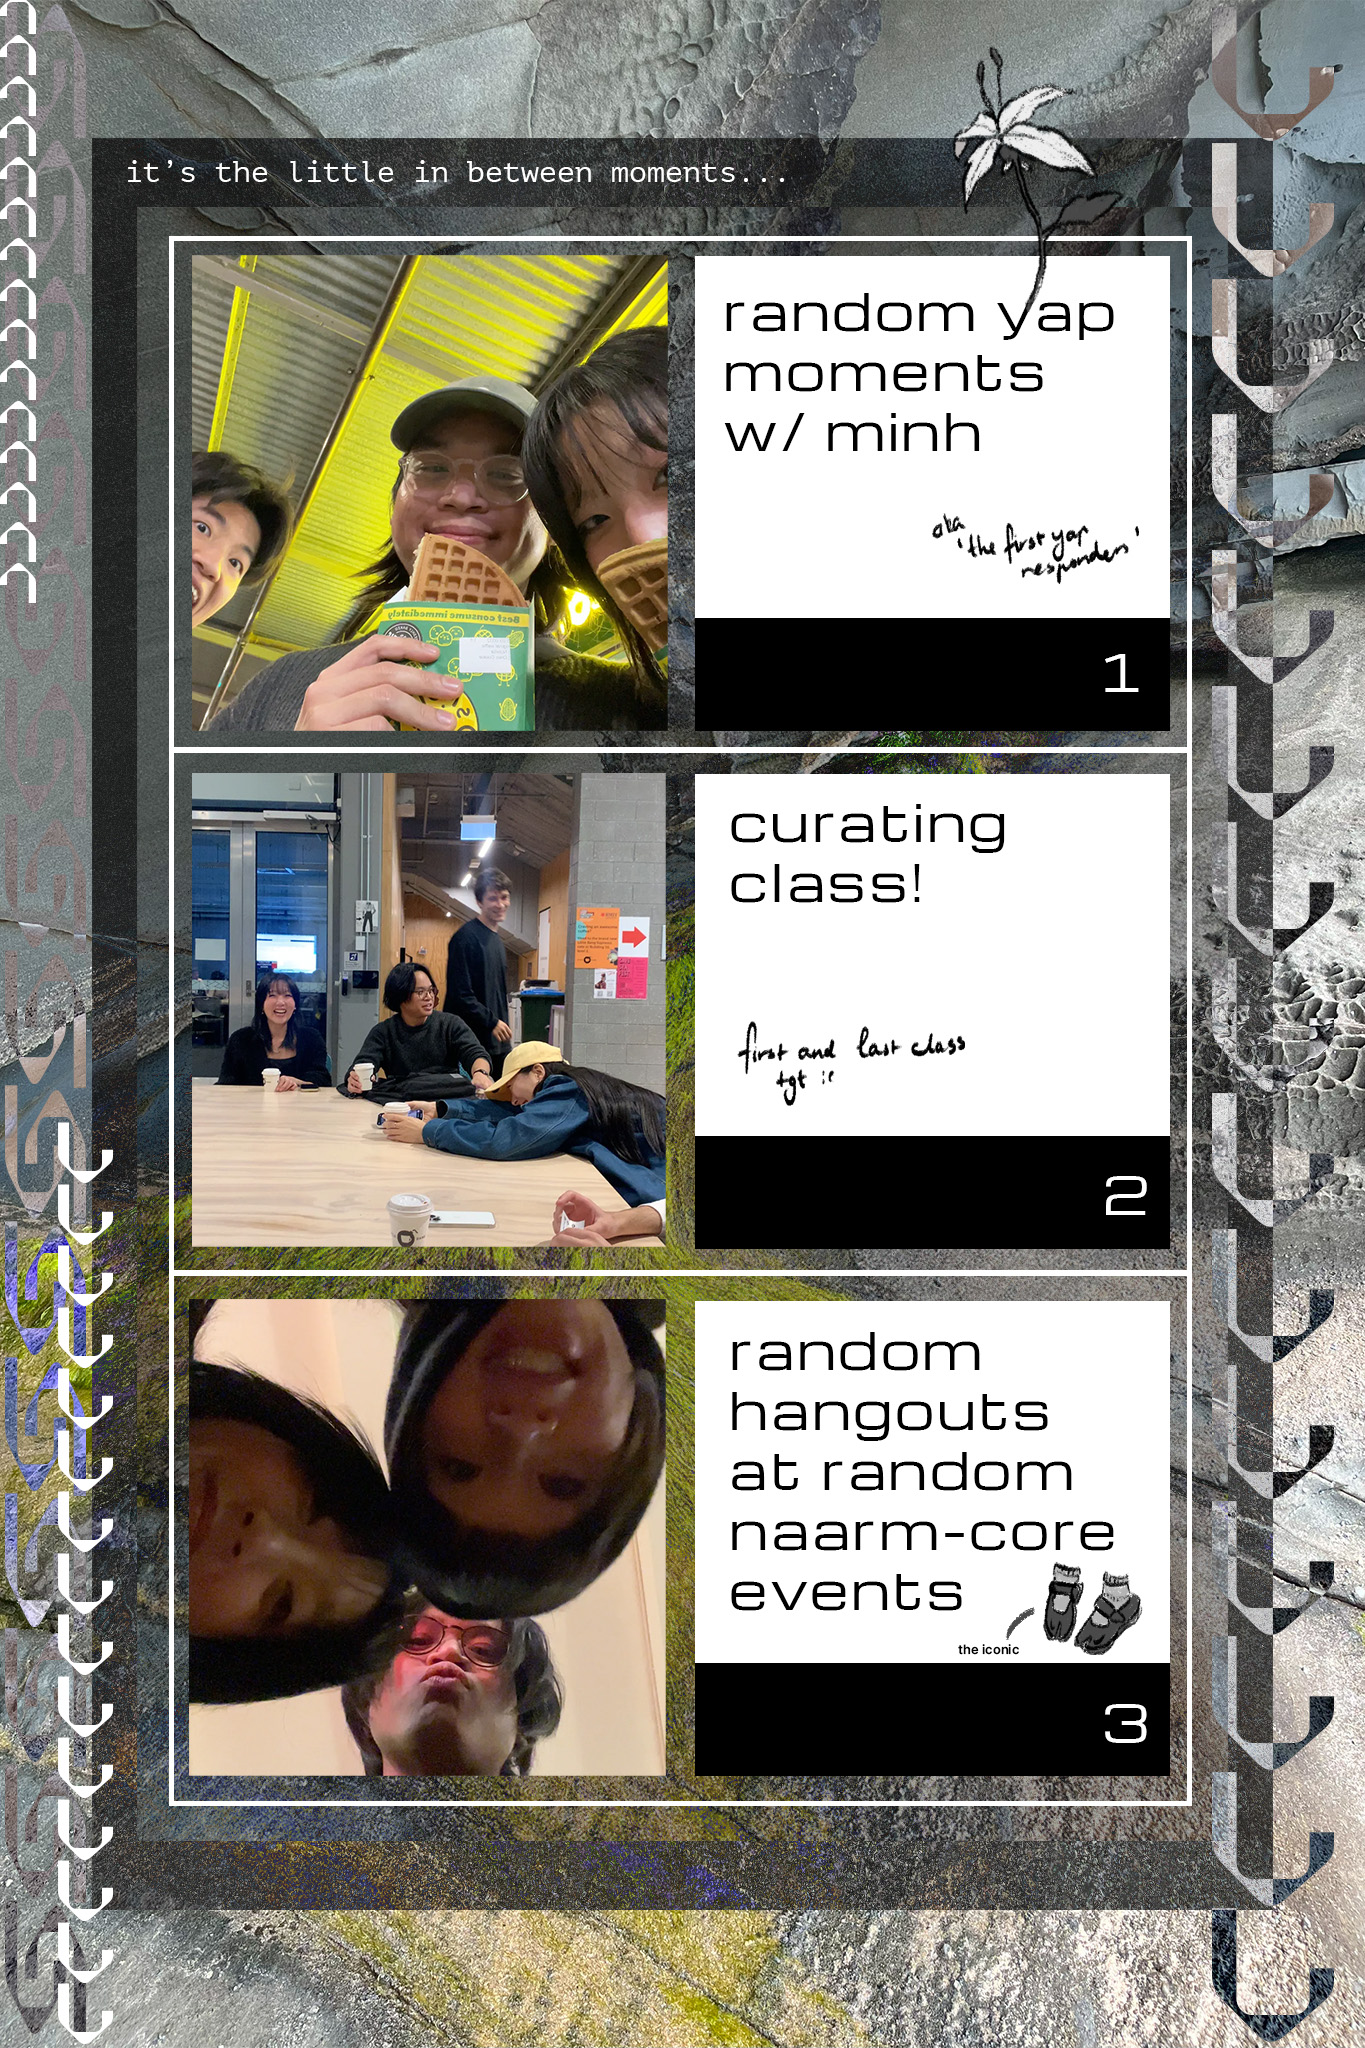 it's the little in between moments...
random yap
moments
w/ minh
aka
'the first yap
responders'
Best consume immediately
1
curating
class!
first and last class
tgt :(
2
random
hangouts
at random
naarm-core
events
the iconic
3